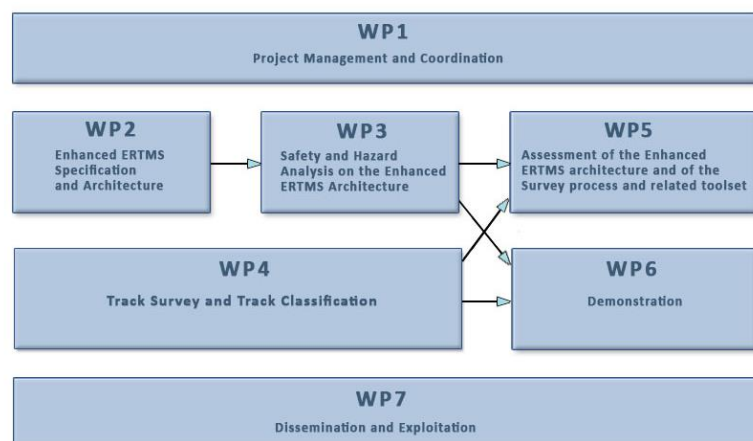 WP1
Project Management and Coordination
WP2
Enhanced ERTMS
Specification
and Architecture
WP3
Safety and Hazard
Analysis on the Enhanced
ERTMS Architecture
WP5
Assessment of the Enhanced
ERTMS architecture and of the
Survey process and related toolset
WP4
Track Survey and Track Classification
WP6
Demonstration
WP7
Dissemination and Exploitation